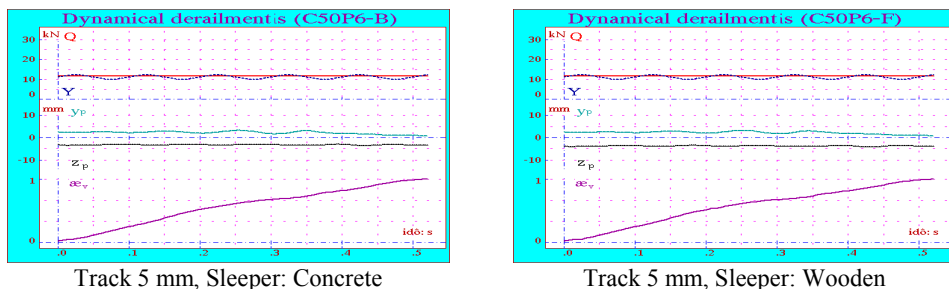 Dynamical derailmentis (C50P6-B)
kN Q
30
20
10
0
Y
mm
yp
10
0
-10
zp
æv
1
0
idő: s
.0 .1 .2 .3 .4 .5
Track 5 mm, Sleeper: Concrete
Dynamical derailmentis (C50P6-F)
kN Q
30
20
10
0
Y
mm
yp
10
0
-10
zp
æv
1
0
idő: s
.0 .1 .2 .3 .4 .5
Track 5 mm, Sleeper: Wooden